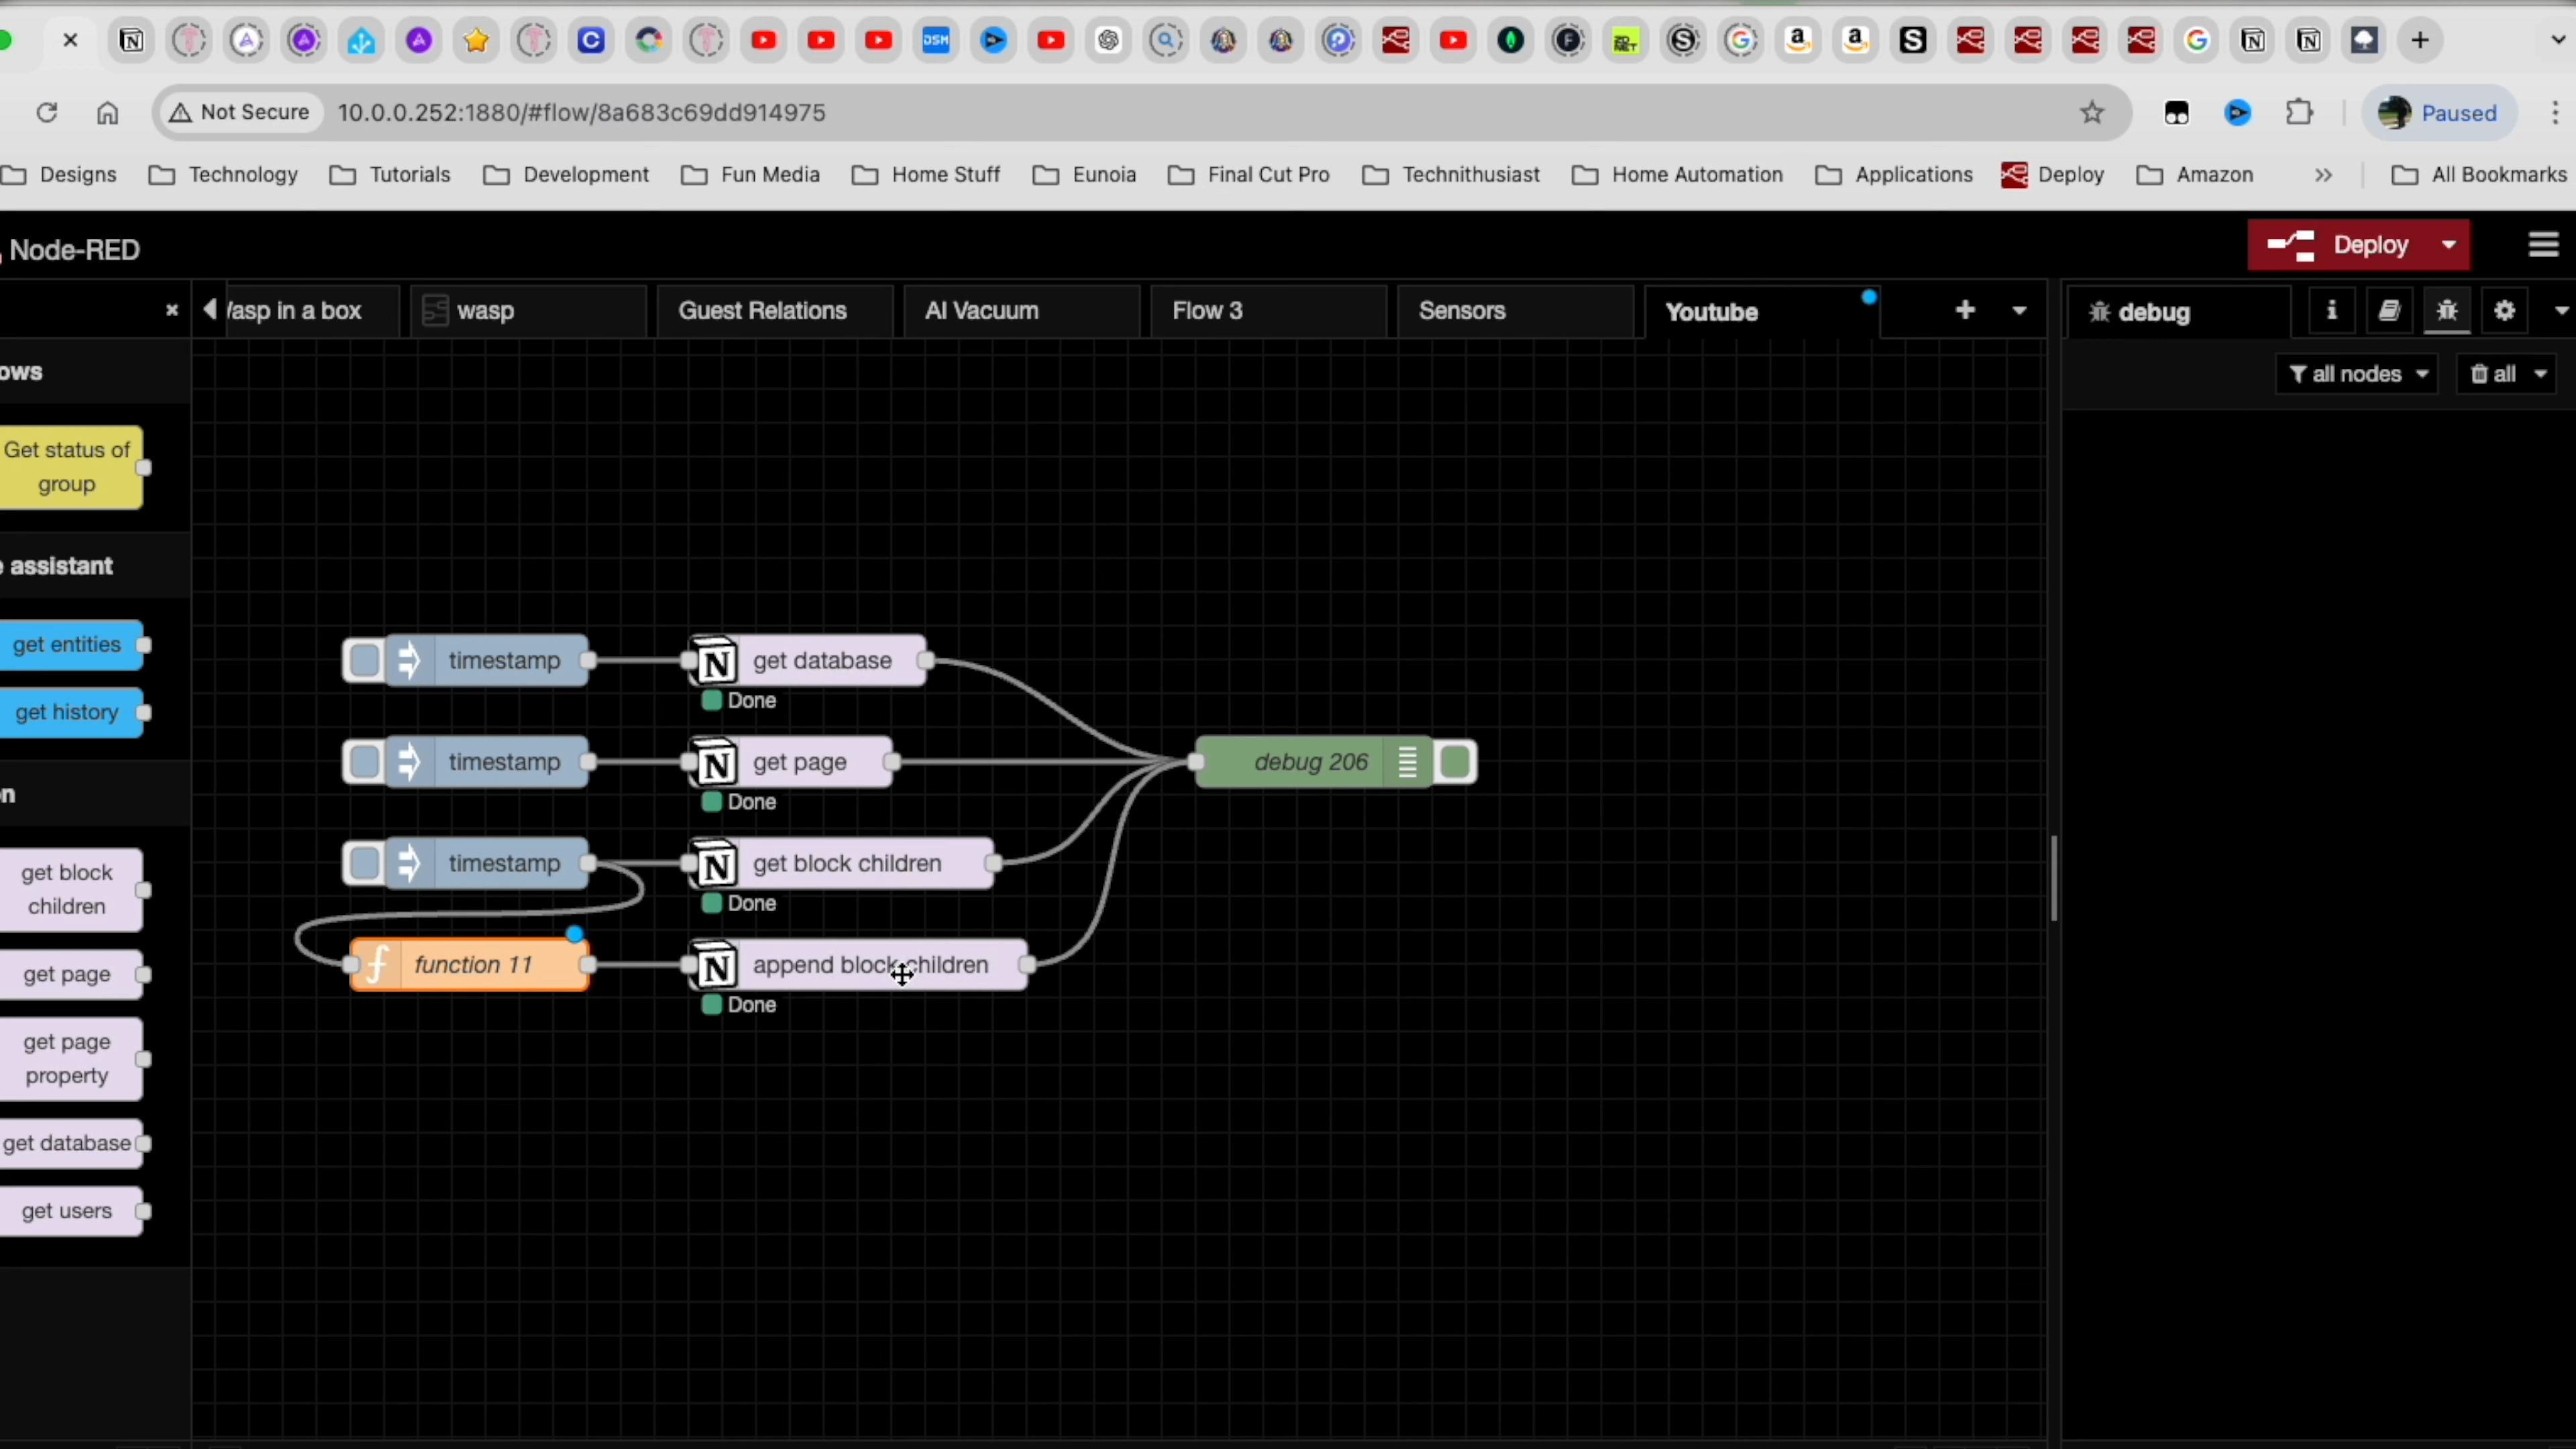 Not Secure 10.0.0.252:1880/#flow/8a683c69dd914975 Paused
Designs Technology Tutorials Development Fun Media Home Stuff Eunoia Final Cut Pro Technithusiast Home Automation Applications Deploy Amazon >> All Bookmarks
Node-RED Deploy
asp in a box wasp Guest Relations AI Vacuum Flow 3 Sensors Youtube debug
ows
all nodes all
Get status of
group
assistant
get entities
get history
on
get block
children
get page
get page
property
get database
get users
timestamp get database
Done
timestamp get page debug 206
Done
timestamp get block children
Done
function 11 append block children
Done